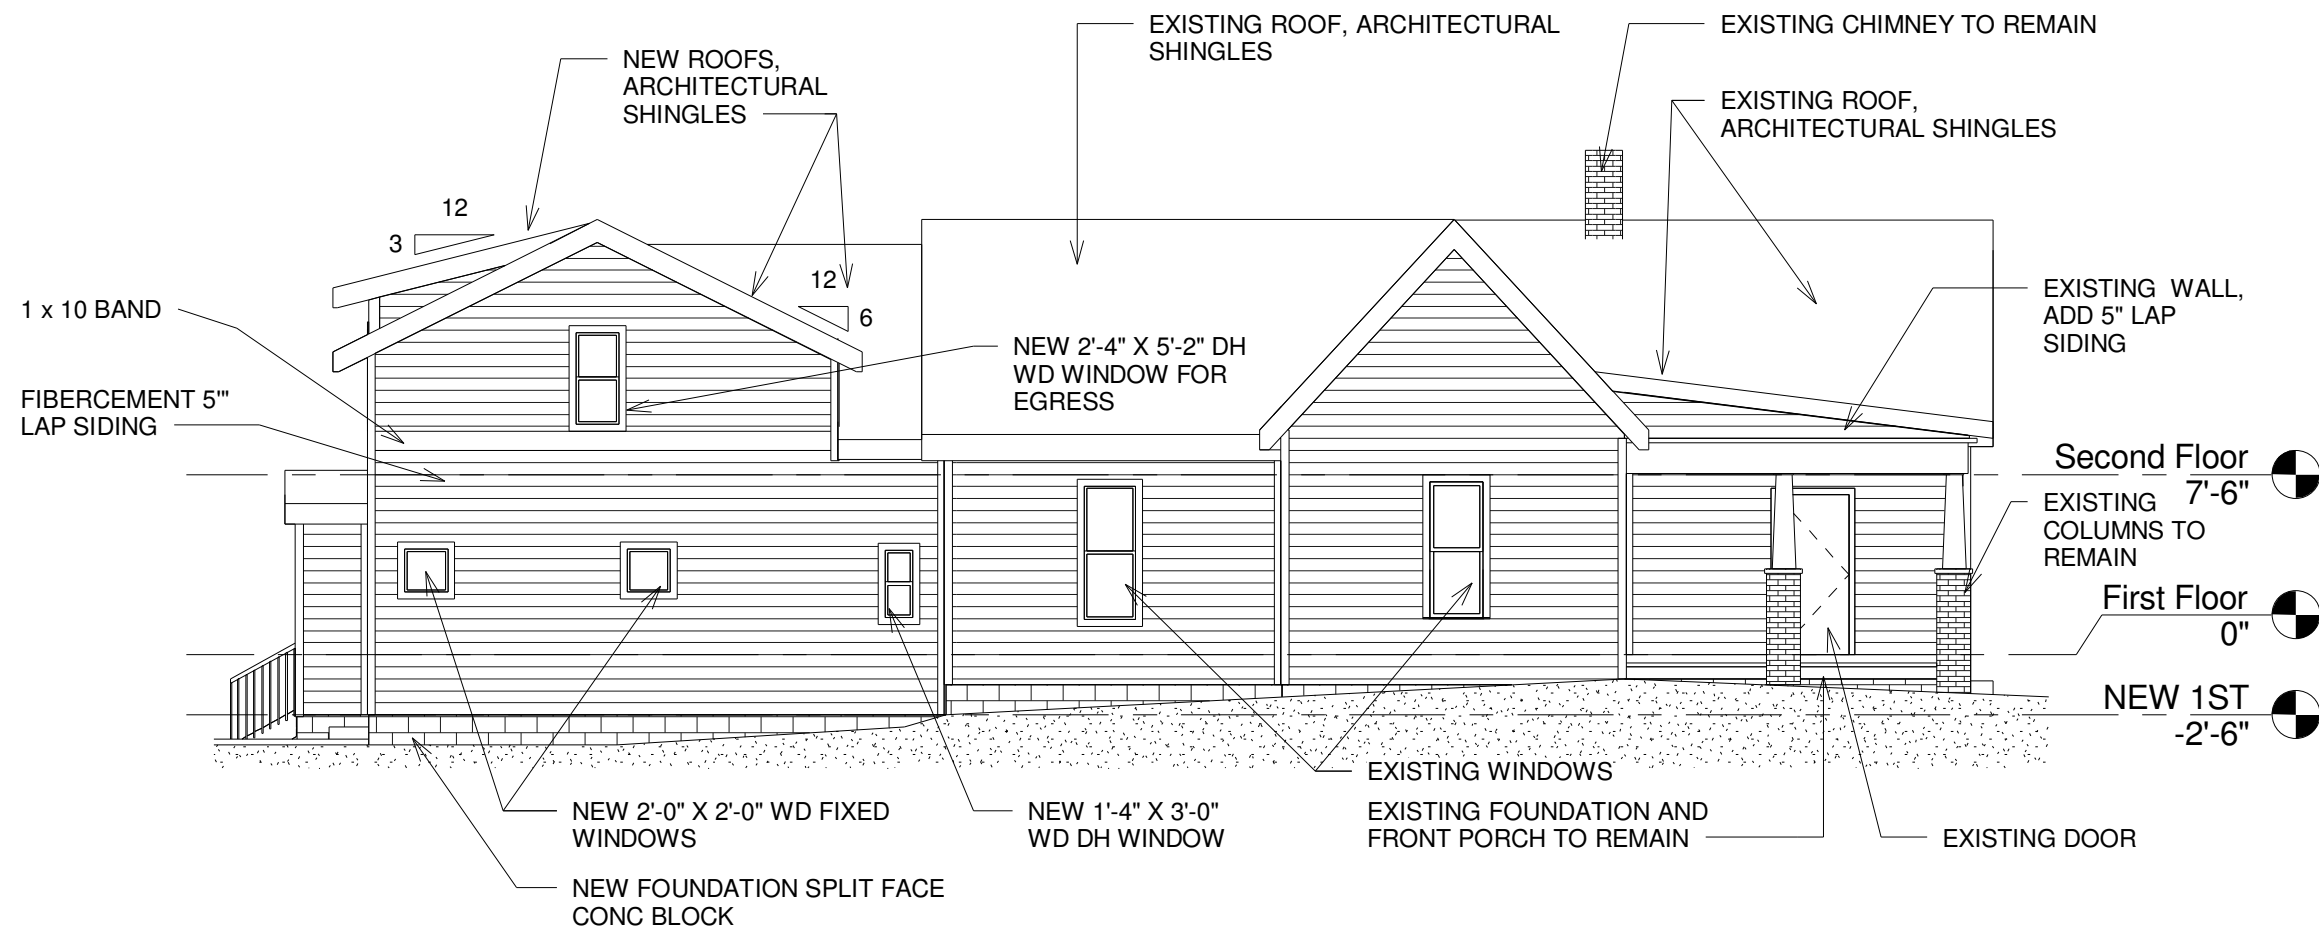 EXISTING ROOF, ARCHITECTURAL
SHINGLES
EXISTING CHIMNEY TO REMAIN
NEW ROOFS,
ARCHITECTURAL
SHINGLES
EXISTING ROOF,
ARCHITECTURAL SHINGLES
12
3
12
6
1 x 10 BAND
FIBERCEMENT 5'"
LAP SIDING
NEW 2'-4" X 5'-2" DH
WD WINDOW FOR
EGRESS
EXISTING WALL,
ADD 5" LAP
SIDING
Second Floor
7'-6"
EXISTING
COLUMNS TO
REMAIN
First Floor
0"
NEW 1ST
-2'-6"
EXISTING WINDOWS
NEW 2'-0" X 2'-0" WD FIXED
WINDOWS
NEW 1'-4" X 3'-0"
WD DH WINDOW
EXISTING FOUNDATION AND
FRONT PORCH TO REMAIN
EXISTING DOOR
NEW FOUNDATION SPLIT FACE
CONC BLOCK